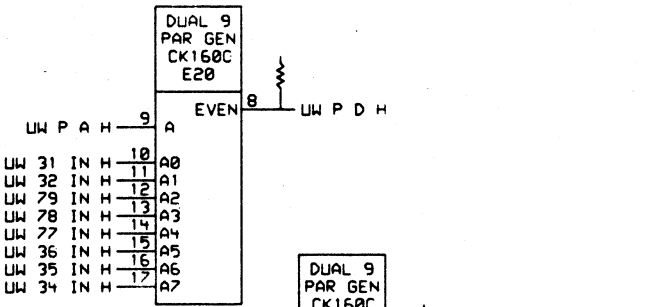 DUAL 9
PAR GEN
CK160C
E20
EVEN 8 UW P D H
UW P A H 9 A
UW 31 IN H 10 A0
UW 32 IN H 11 A1
UW 79 IN H 12 A2
UW 78 IN H 13 A3
UW 77 IN H 14 A4
UW 36 IN H 15 A5
UW 35 IN H 16 A6
UW 34 IN H 17 A7
DUAL 9
PAR GEN
CK160C